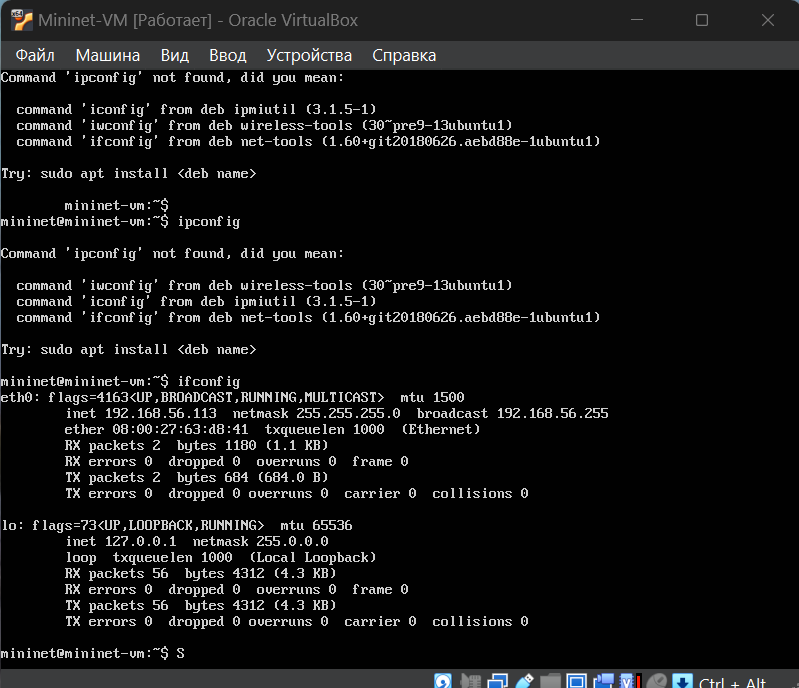 Mininet-VM [Работает] - Oracle VirtualBox
Файл Машина Вид Ввод Устройства Справка
Command 'ipconfig' not found, did you mean:
command 'iconfig' from deb ipmiutil (3.1.5-1)
command 'iwconfig' from deb wireless-tools (30~pre9-13ubuntu1)
command 'ifconfig' from deb net-tools (1.60+git20180626.aebd88e-1ubuntu1)
Try: sudo apt install <deb name>
mininet-vm:~$
mininet@mininet-vm:~$ ipconfig
Command 'ipconfig' not found, did you mean:
command 'iwconfig' from deb wireless-tools (30~pre9-13ubuntu1)
command 'iconfig' from deb ipmiutil (3.1.5-1)
command 'ifconfig' from deb net-tools (1.60+git20180626.aebd88e-1ubuntu1)
Try: sudo apt install <deb name>
mininet@mininet-vm:~$ ifconfig
eth0: flags=4163<UP,BROADCAST,RUNNING,MULTICAST> mtu 1500
inet 192.168.56.113 netmask 255.255.255.0 broadcast 192.168.56.255
ether 08:00:27:63:d8:41 txqueuelen 1000 (Ethernet)
RX packets 2 bytes 1180 (1.1 KB)
RX errors 0 dropped 0 overruns 0 frame 0
TX packets 2 bytes 684 (684.0 B)
TX errors 0 dropped 0 overruns 0 carrier 0 collisions 0
lo: flags=73<UP,LOOPBACK,RUNNING> mtu 65536
inet 127.0.0.1 netmask 255.0.0.0
loop txqueuelen 1000 (Local Loopback)
RX packets 56 bytes 4312 (4.3 KB)
RX errors 0 dropped 0 overruns 0 frame 0
TX packets 56 bytes 4312 (4.3 KB)
TX errors 0 dropped 0 overruns 0 carrier 0 collisions 0
mininet@mininet-vm:~$ S
Ctrl + Alt